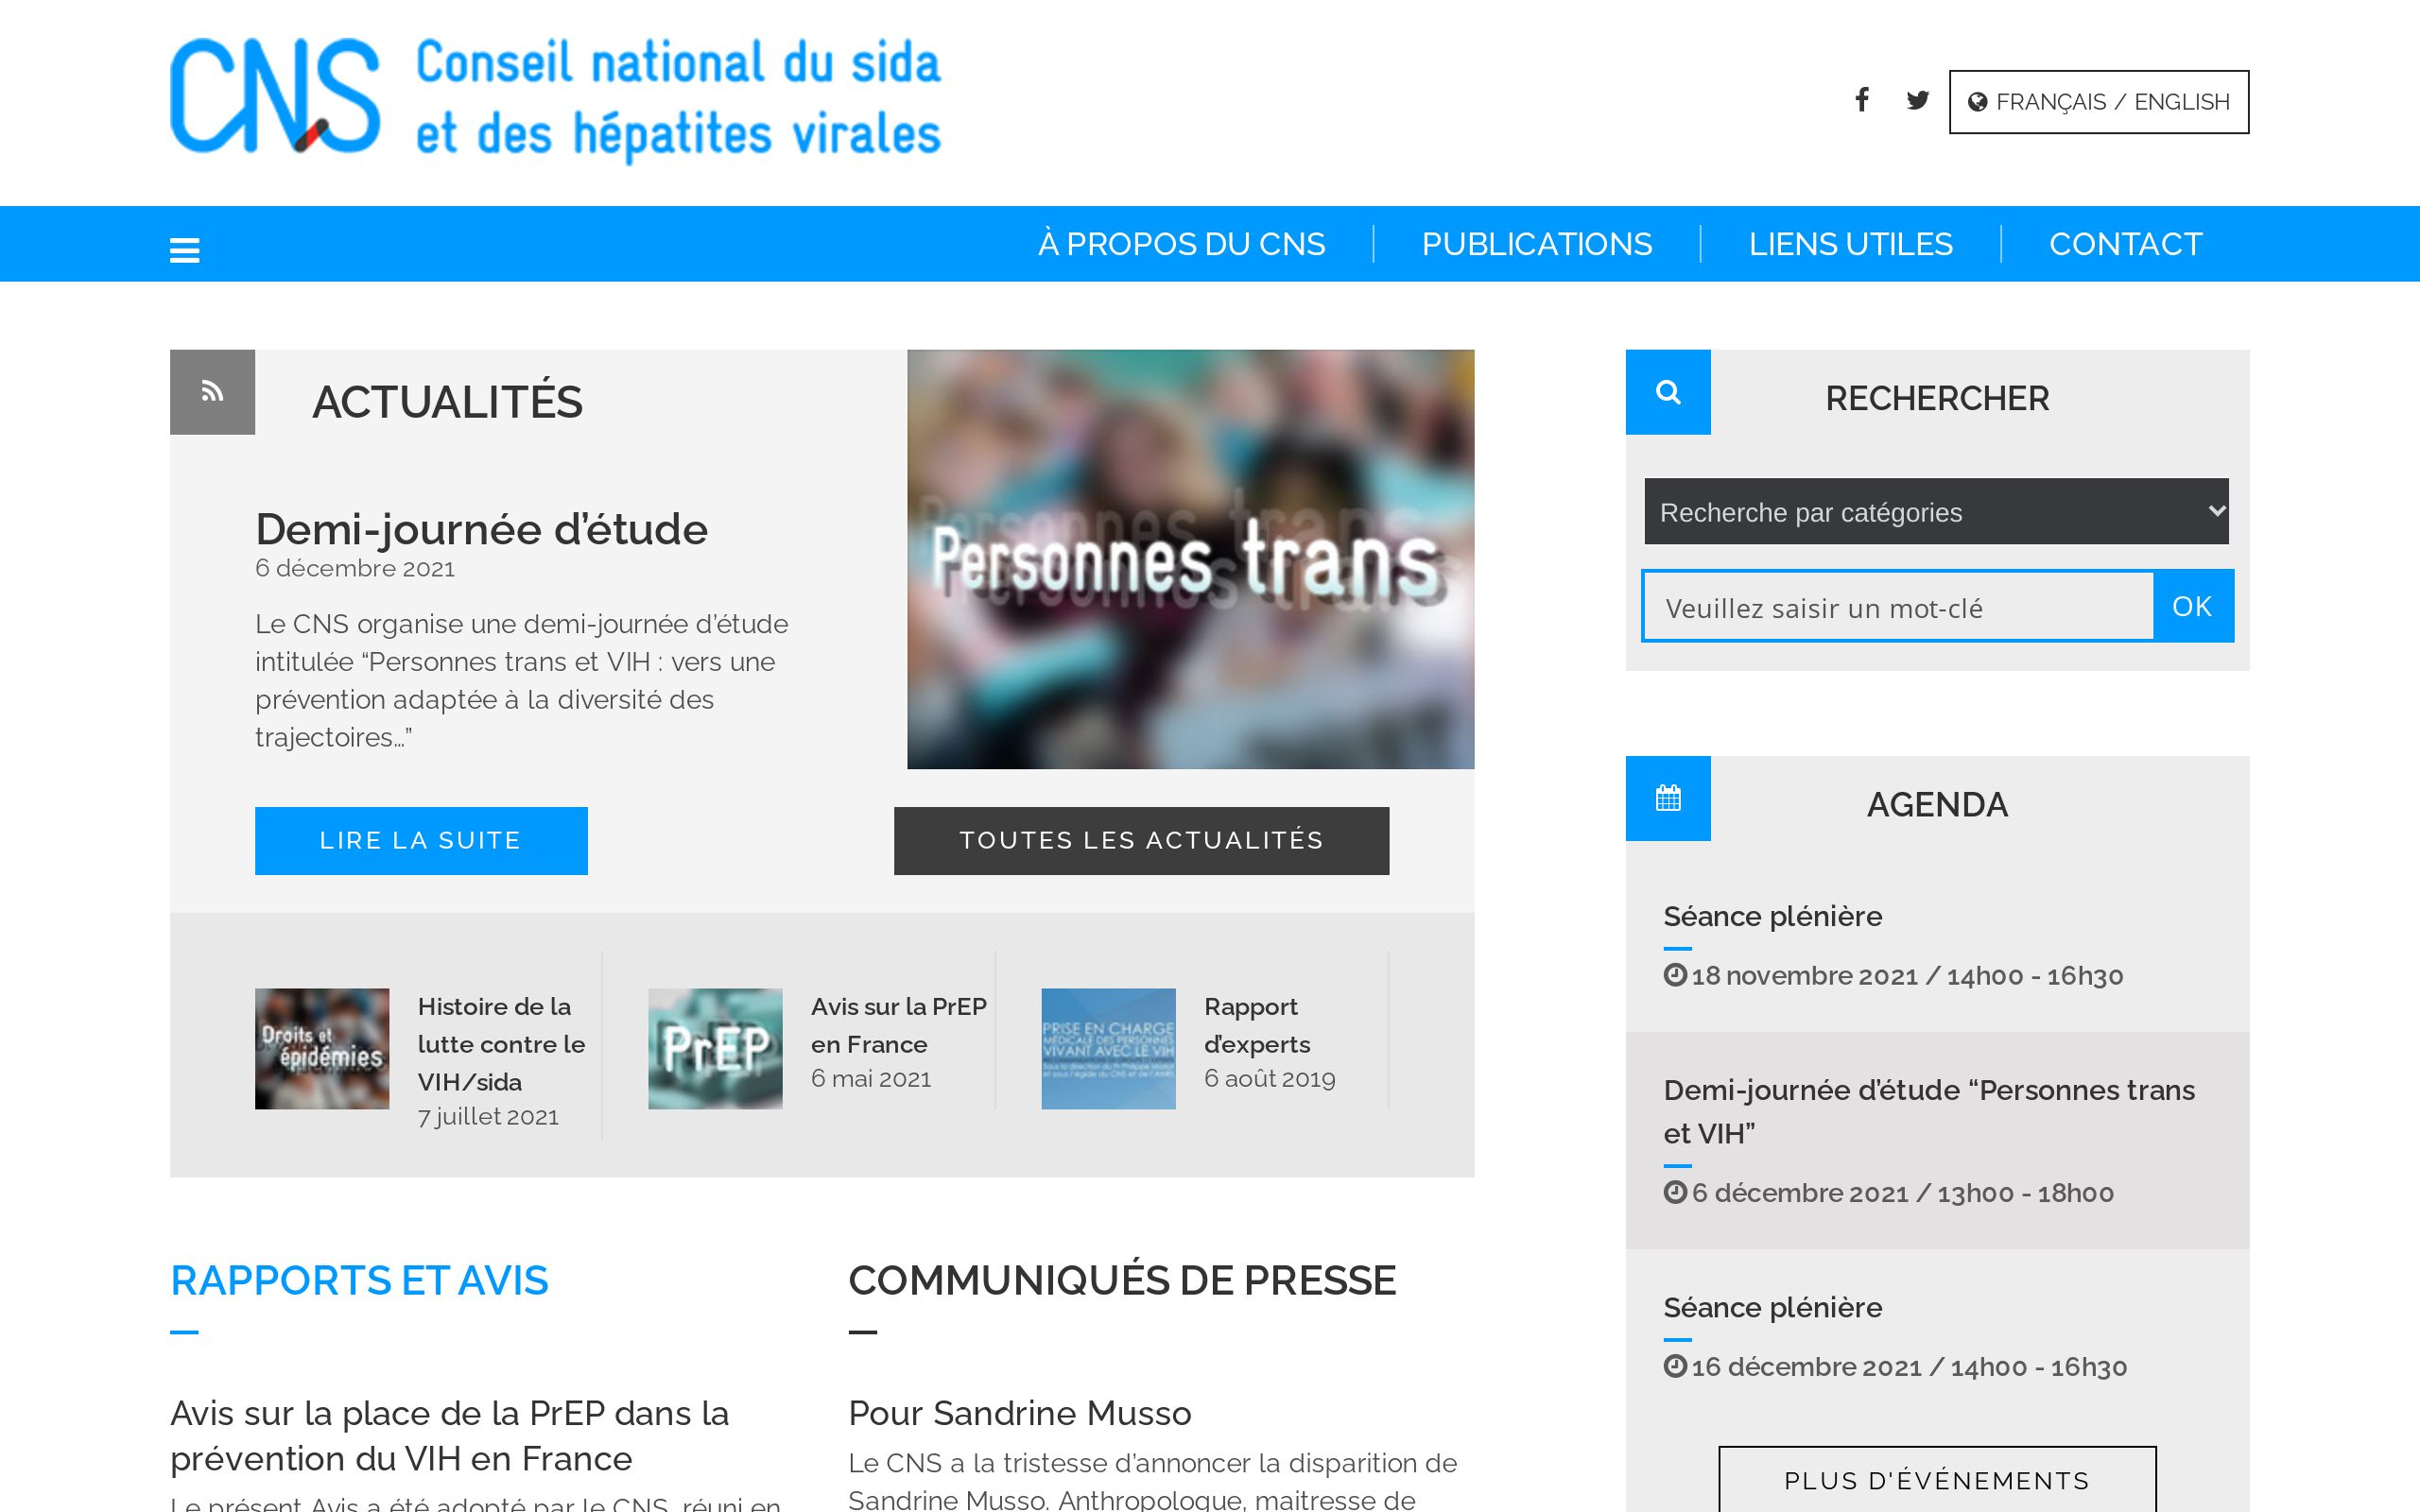 CNS Conseil national du sida
et des hépatites virales
FRANÇAIS / ENGLISH
À PROPOS DU CNS
PUBLICATIONS
LIENS UTILES
CONTACT
ACTUALITÉS
Demi-journée d’étude
6 décembre 2021
Le CNS organise une demi-journée d’étude
intitulée “Personnes trans et VIH : vers une
prévention adaptée à la diversité des
trajectoires…”
Personnes trans
LIRE LA SUITE
TOUTES LES ACTUALITÉS
Droits et
épidémies
Histoire de la
lutte contre le
VIH/sida
7 juillet 2021
PrEP
Avis sur la PrEP
en France
6 mai 2021
PRISE EN CHARGE
MÉDICALE DES PERSONNES
VIVANT AVEC LE VIH
Rapport
d’experts
6 août 2019
RAPPORTS ET AVIS
Avis sur la place de la PrEP dans la
prévention du VIH en France
Le présent Avis a été adopté par le CNS, réuni en
COMMUNIQUÉS DE PRESSE
Pour Sandrine Musso
Le CNS a la tristesse d’annoncer la disparition de
Sandrine Musso. Anthropologue, maitresse de
RECHERCHER
Recherche par catégories
Veuillez saisir un mot-clé
OK
AGENDA
Séance plénière
18 novembre 2021 / 14h00 - 16h30
Demi-journée d’étude “Personnes trans
et VIH”
6 décembre 2021 / 13h00 - 18h00
Séance plénière
16 décembre 2021 / 14h00 - 16h30
PLUS D'ÉVÉNEMENTS